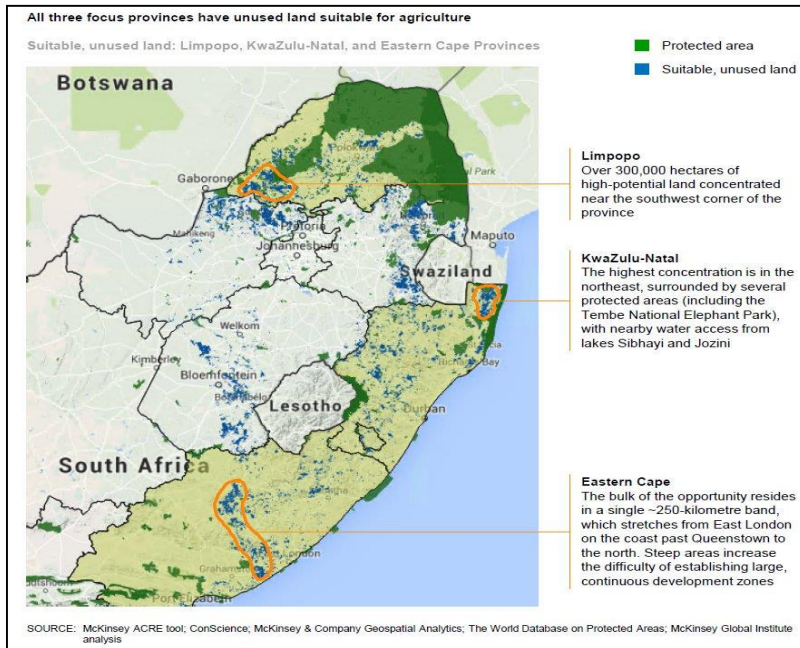 All three focus provinces have unused land suitable for agriculture
Suitable, unused land: Limpopo, KwaZulu-Natal, and Eastern Cape Provinces
Protected area
Suitable, unused land
Botswana
Gaborone
Limpopo
Over 300,000 hectares of
high-potential land concentrated
near the southwest corner of the
province
Mahikeng
Pretoria
Johannesburg
Maputo
Swaziland
KwaZulu-Natal
The highest concentration is in the
northeast, surrounded by several
protected areas (including the
Tembe National Elephant Park),
with nearby water access from
lakes Sibhayi and Jozini
Welkom
Kimberley
Bloemfontein
Lesotho
Durban
South Africa
Eastern Cape
The bulk of the opportunity resides
in a single ~250-kilometre band,
which stretches from East London
on the coast past Queenstown to
the north. Steep areas increase
the difficulty of establishing large,
continuous development zones
Port Elizabeth
SOURCE: McKinsey ACRE tool; ConScience; McKinsey & Company Geospatial Analytics; The World Database on Protected Areas; McKinsey Global Institute
analysis